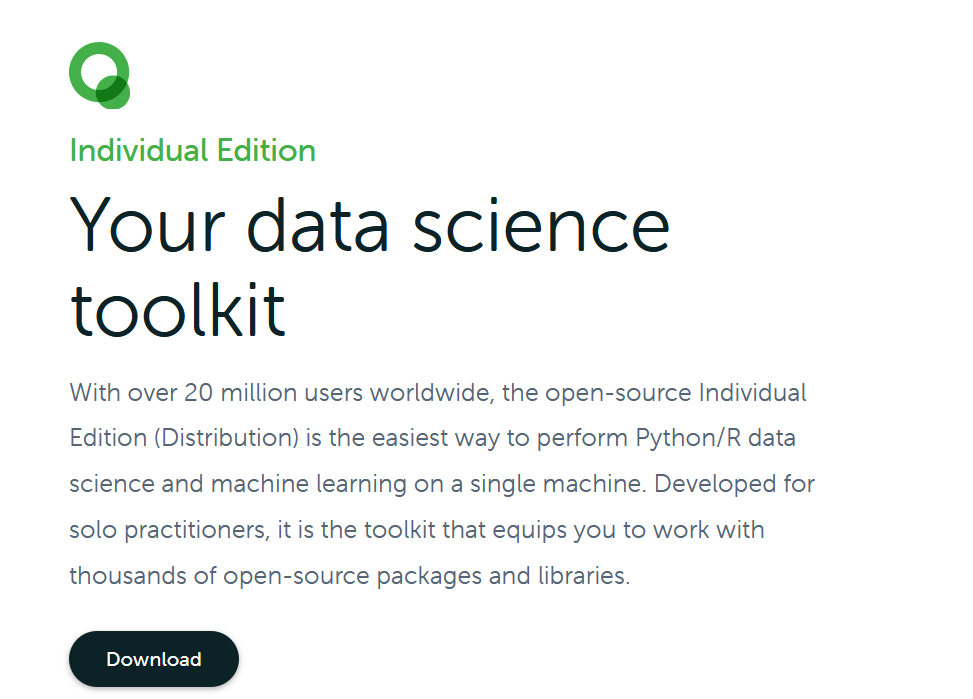 Individual Edition
Your data science
toolkit
With over 20 million users worldwide, the open-source Individual
Edition (Distribution) is the easiest way to perform Python/R data
science and machine learning on a single machine. Developed for
solo practitioners, it is the toolkit that equips you to work with
thousands of open-source packages and libraries.
Download